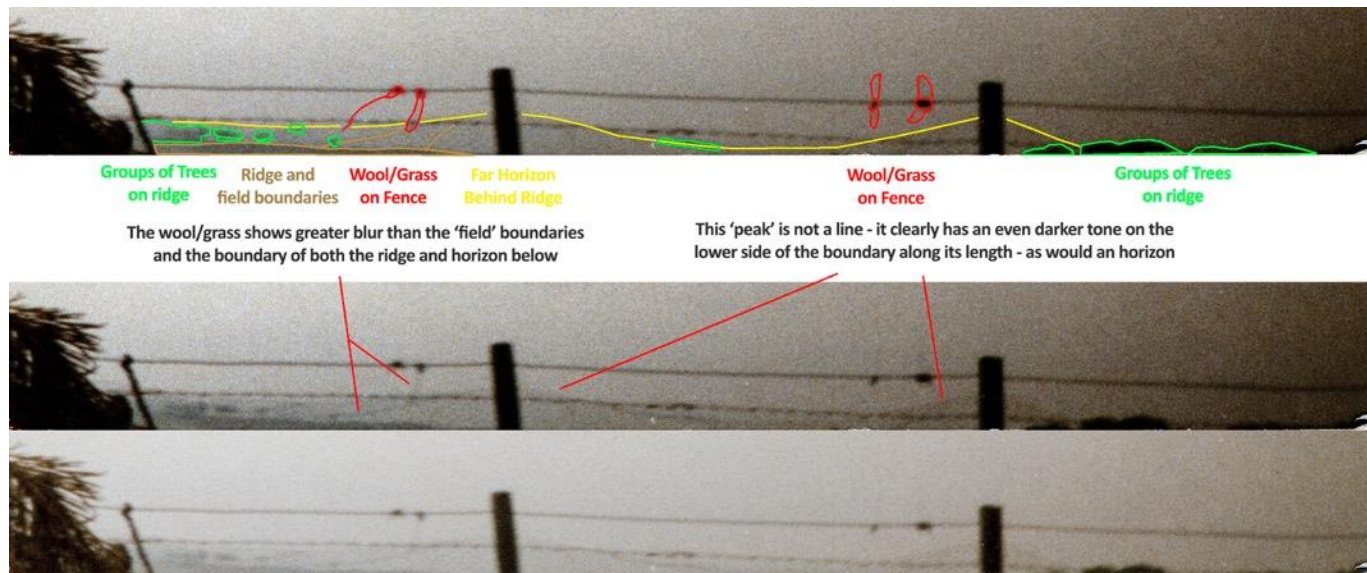 Groups of Trees
on ridge
Ridge and
field boundaries
Wool/Grass
on Fence
Far Horizon
Behind Ridge
Wool/Grass
on Fence
Groups of Trees
on ridge
The wool/grass shows greater blur than the 'field' boundaries
and the boundary of both the ridge and horizon below
This 'peak' is not a line - it clearly has an even darker tone on the
lower side of the boundary along its length - as would an horizon